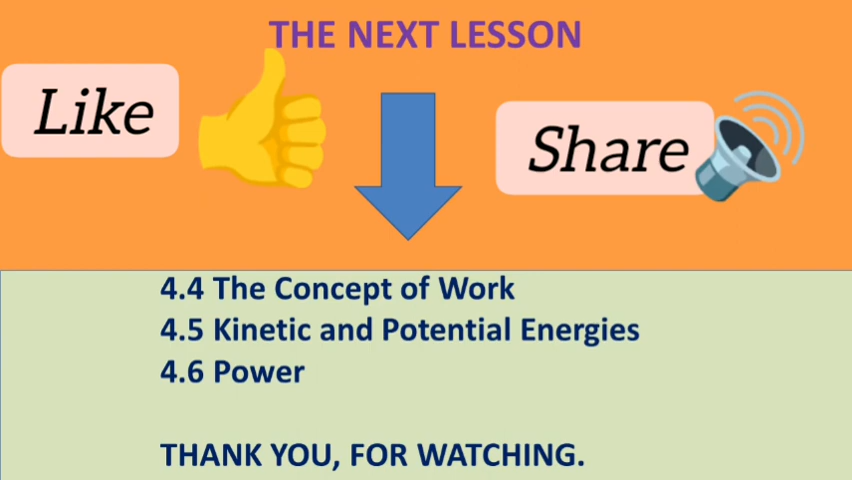 THE NEXT LESSON
Like
Share
4.4 The Concept of Work
4.5 Kinetic and Potential Energies
4.6 Power
THANK YOU, FOR WATCHING.